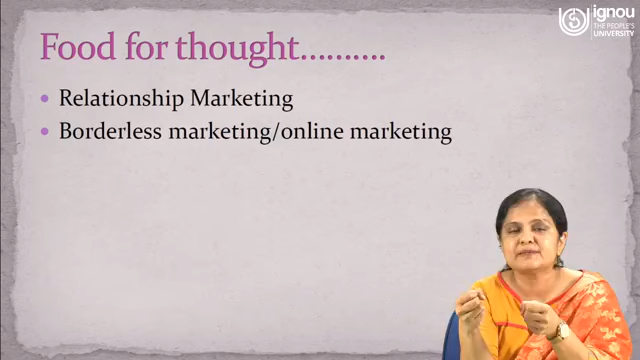 ignou
THE PEOPLE'S
UNIVERSITY
Food for thought..........
Relationship Marketing
Borderless marketing/online marketing